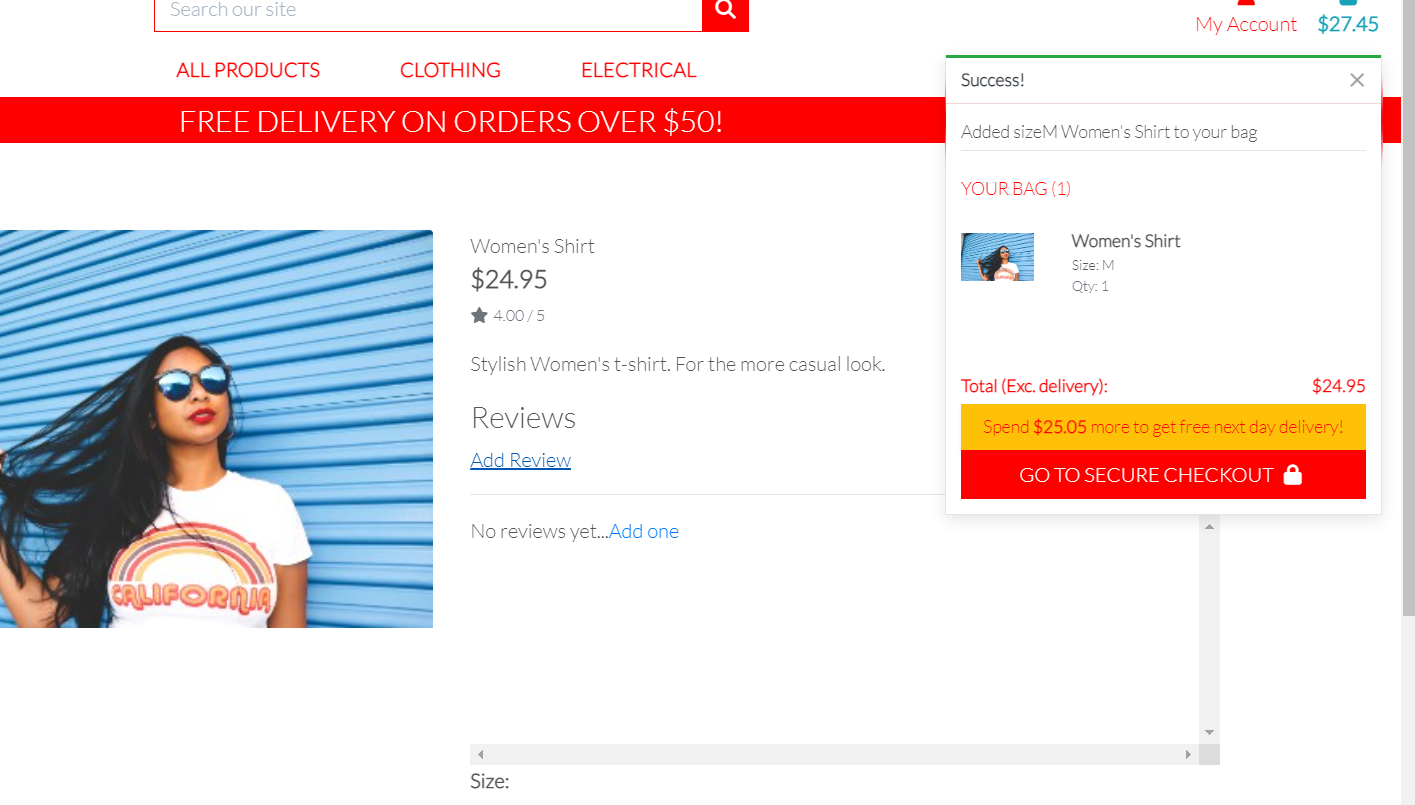 Search our site
My Account
$27.45
ALL PRODUCTS
CLOTHING
ELECTRICAL
FREE DELIVERY ON ORDERS OVER $50!
Success!
Added sizeM Women's Shirt to your bag
YOUR BAG (1)
Women's Shirt
Size: M
Qty: 1
Total (Exc. delivery):
$24.95
Spend $25.05 more to get free next day delivery!
GO TO SECURE CHECKOUT
Women's Shirt
$24.95
4.00 / 5
Stylish Women's t-shirt. For the more casual look.
Reviews
Add Review
No reviews yet...Add one
CALIFORNIA
Size: